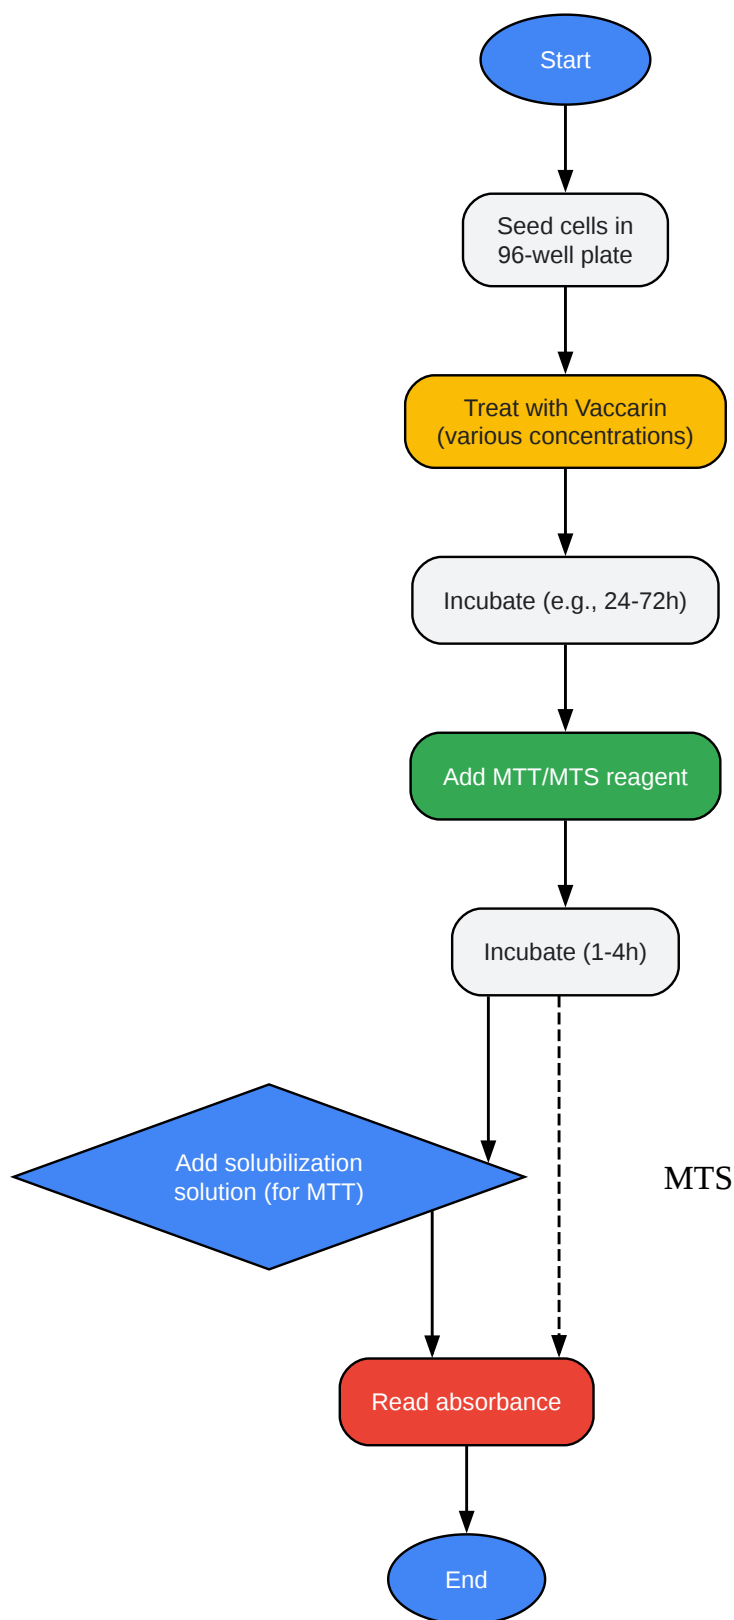 Start
Seed cells in
96-well plate
Treat with Vaccarin
(various concentrations)
Incubate (e.g., 24-72h)
Add MTT/MTS reagent
Incubate (1-4h)
Add solubilization
solution (for MTT)
MTS
Read absorbance
End